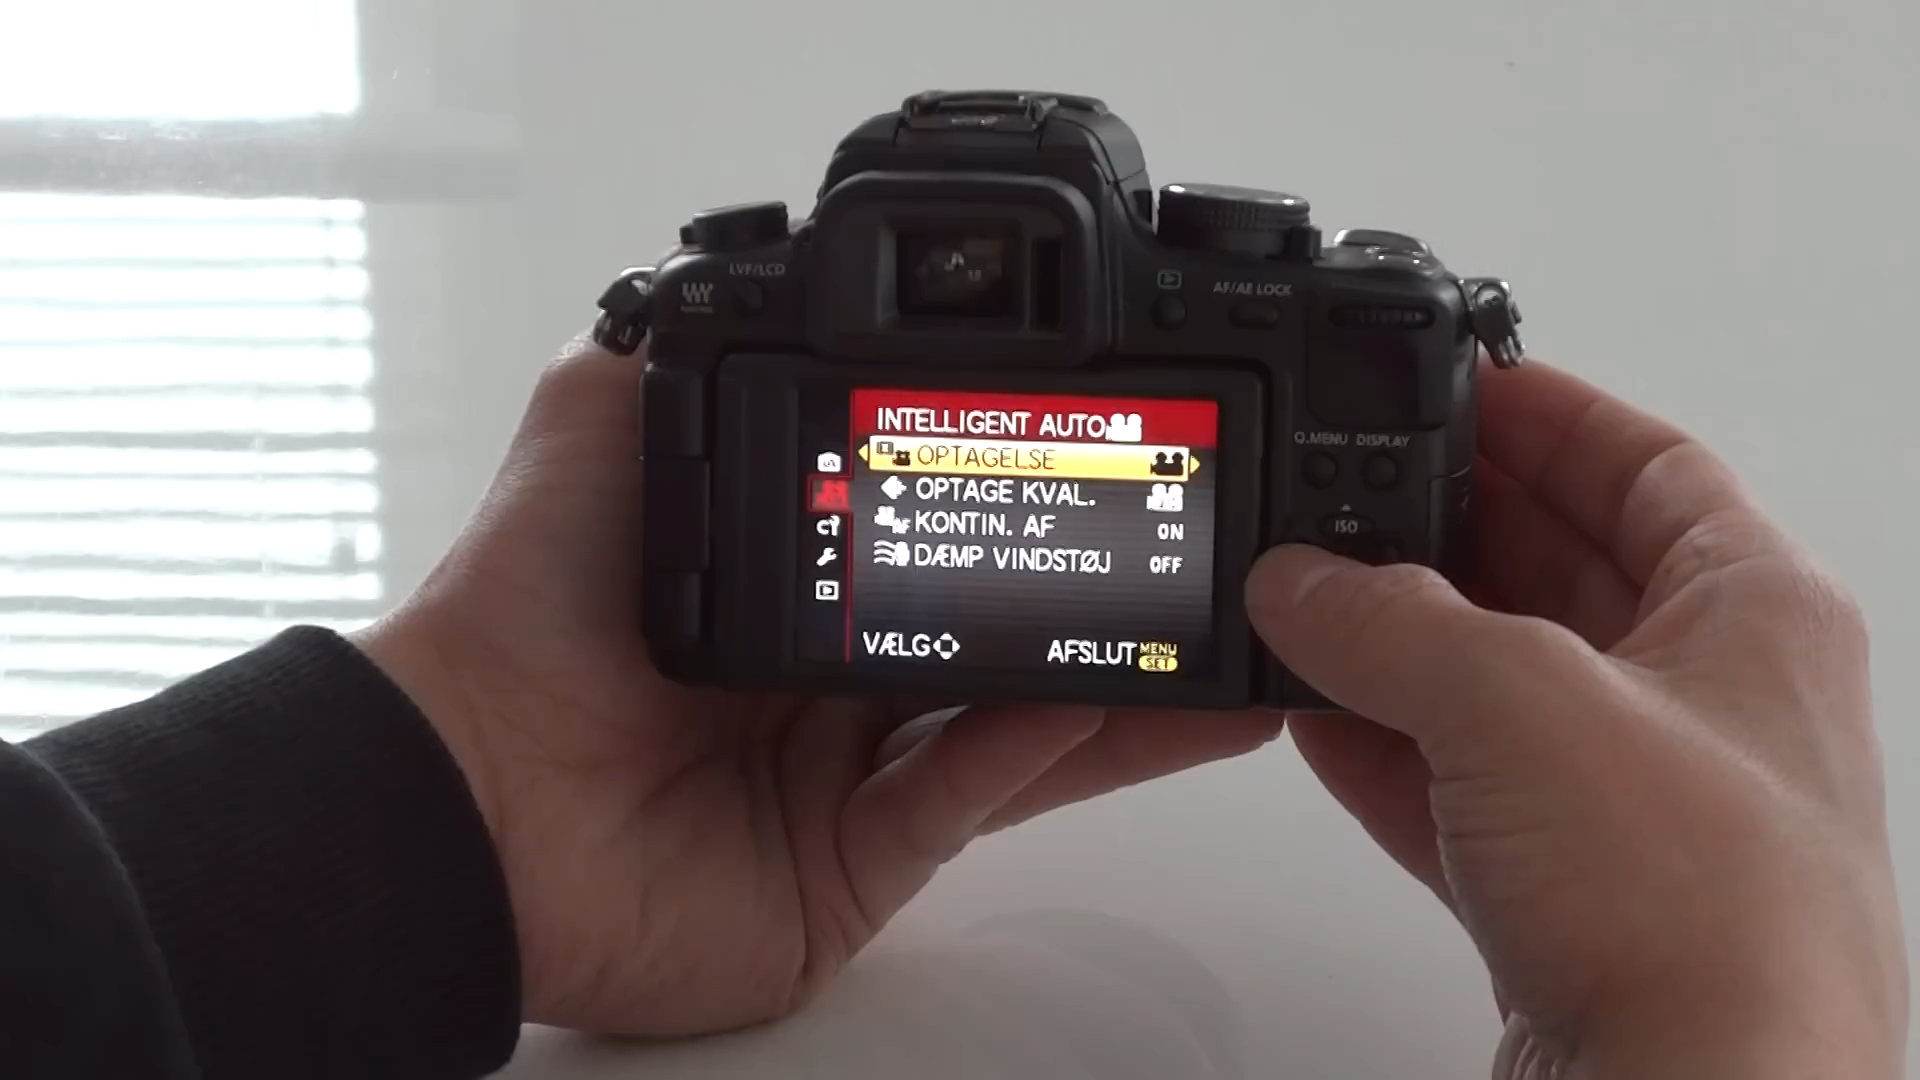 LVF/LCD
AF/AE LOCK
Q.MENU DISPLAY
ISO
INTELLIGENT AUTO
OPTAGELSE
OPTAGE KVAL.
KONTIN. AF ON
DÆMP VINDSTØJ OFF
VÆLG AFSLUT MENU
SET